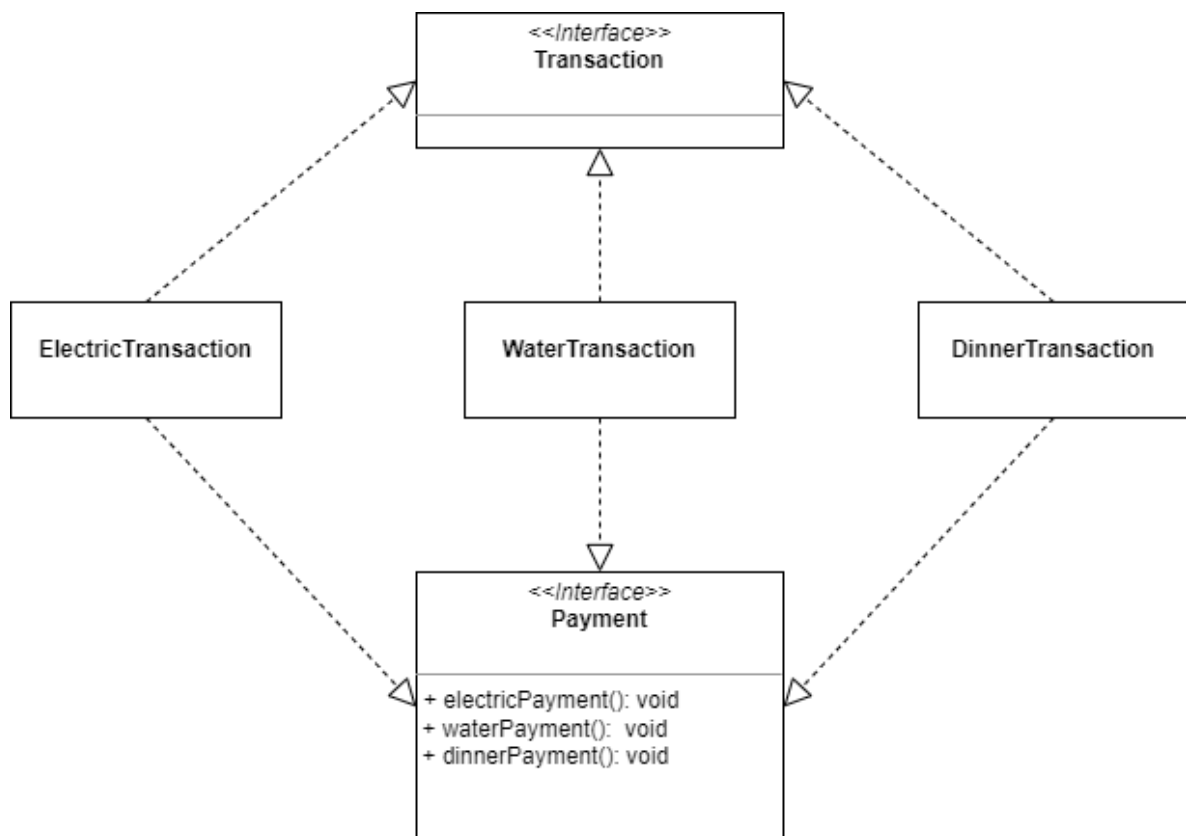 <<Interface>>
Transaction
ElectricTransaction
WaterTransaction
DinnerTransaction
<<Interface>>
Payment
+ electricPayment(): void
+ waterPayment():  void
+ dinnerPayment(): void